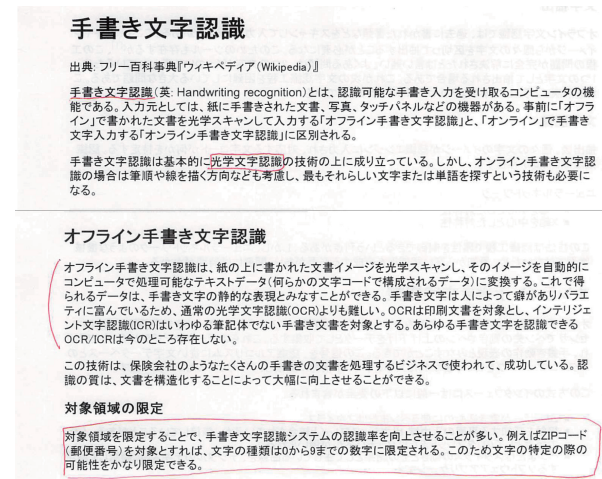 手書き文字認識
出典: フリー百科事典『ウィキペディア(Wikipedia)』
手書き文字認識(英: Handwriting recognition)とは、認識可能な手書き入力を受け取るコンピュータの機
能である。入力元としては、紙に手書きされた文書、写真、タッチパネルなどの機器がある。事前に「オフラ
イン」で書かれた文書を光学スキャンして入力する「オフライン手書き文字認識」と、「オンライン」で手書き
文字入力する「オンライン手書き文字認識」に区別される。
手書き文字認識は基本的に光学文字認識の技術の上に成り立っている。しかし、オンライン手書き文字認
識の場合は筆順や線を描く方向なども考慮し、最もそれらしい文字または単語を探すという技術も必要に
なる。
オフライン手書き文字認識
オフライン手書き文字認識は、紙の上に書かれた文書イメージを光学スキャンし、そのイメージを自動的に
コンピュータで処理可能なテキストデータ(何らかの文字コードで構成されるデータ)に変換する。これで得
られるデータは、手書き文字の静的な表現とみなすことができる。手書き文字は人によって癖がありバラエ
ティに富んでいるため、通常の光学文字認識(OCR)よりも難しい。OCRは印刷文書を対象とし、インテリジェ
ント文字認識(ICR)はいわゆる筆記体でない手書き文書を対象とする。あらゆる手書き文字を認識できる
OCR/ICRは今のところ存在しない。
この技術は、保険会社のようなたくさんの手書きの文書を処理するビジネスで使われて、成功している。認
識の質は、文書を構造化することによって大幅に向上させることができる。
対象領域の限定
対象領域を限定することで、手書き文字認識システムの認識率を向上させることが多い。例えばZIPコード
(郵便番号)を対象とすれば、文字の種類は0から9までの数字に限定される。このため文字の特定の際の
可能性をかなり限定できる。